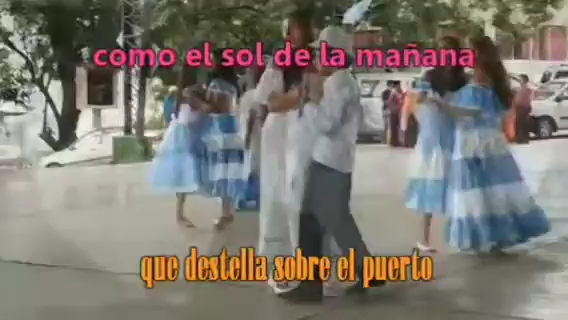 como el sol de la mañana
que destella sobre el puerto